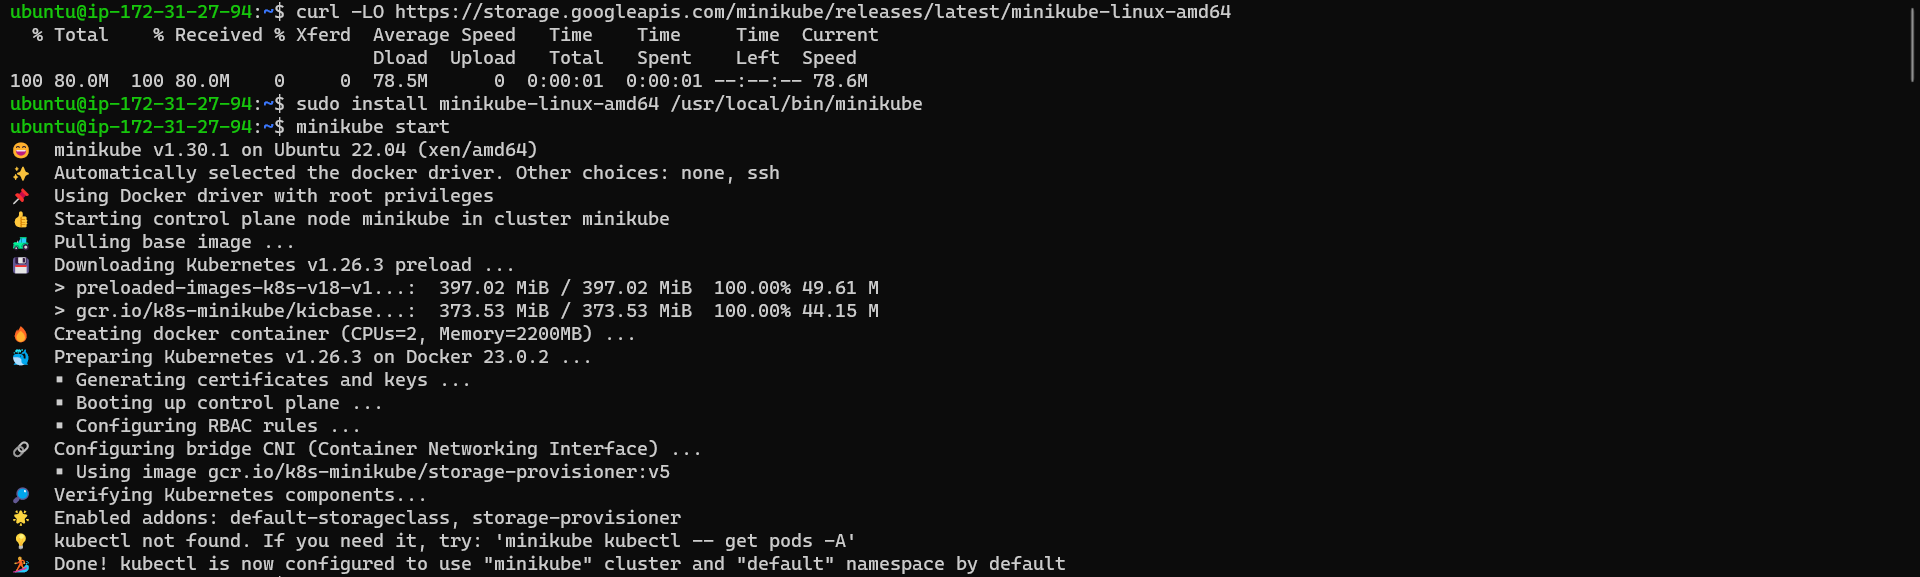 ubuntu@ip-172-31-27-94:~$ curl -LO https://storage.googleapis.com/minikube/releases/latest/minikube-linux-amd64
  % Total    % Received % Xferd  Average Speed   Time    Time     Time  Current
                                 Dload  Upload   Total   Spent    Left  Speed
100 80.0M  100 80.0M    0     0  78.5M      0  0:00:01  0:00:01 --:--:-- 78.6M
ubuntu@ip-172-31-27-94:~$ sudo install minikube-linux-amd64 /usr/local/bin/minikube
ubuntu@ip-172-31-27-94:~$ minikube start
😄  minikube v1.30.1 on Ubuntu 22.04 (xen/amd64)
✨  Automatically selected the docker driver. Other choices: none, ssh
📌  Using Docker driver with root privileges
👍  Starting control plane node minikube in cluster minikube
🚜  Pulling base image ...
💾  Downloading Kubernetes v1.26.3 preload ...
    > preloaded-images-k8s-v18-v1...:  397.02 MiB / 397.02 MiB  100.00% 49.61 M
    > gcr.io/k8s-minikube/kicbase...:  373.53 MiB / 373.53 MiB  100.00% 44.15 M
🔥  Creating docker container (CPUs=2, Memory=2200MB) ...
🐳  Preparing Kubernetes v1.26.3 on Docker 23.0.2 ...
    ▪ Generating certificates and keys ...
    ▪ Booting up control plane ...
    ▪ Configuring RBAC rules ...
🔗  Configuring bridge CNI (Container Networking Interface) ...
    ▪ Using image gcr.io/k8s-minikube/storage-provisioner:v5
🔎  Verifying Kubernetes components...
🌟  Enabled addons: default-storageclass, storage-provisioner
💡  kubectl not found. If you need it, try: 'minikube kubectl -- get pods -A'
🏄  Done! kubectl is now configured to use "minikube" cluster and "default" namespace by default